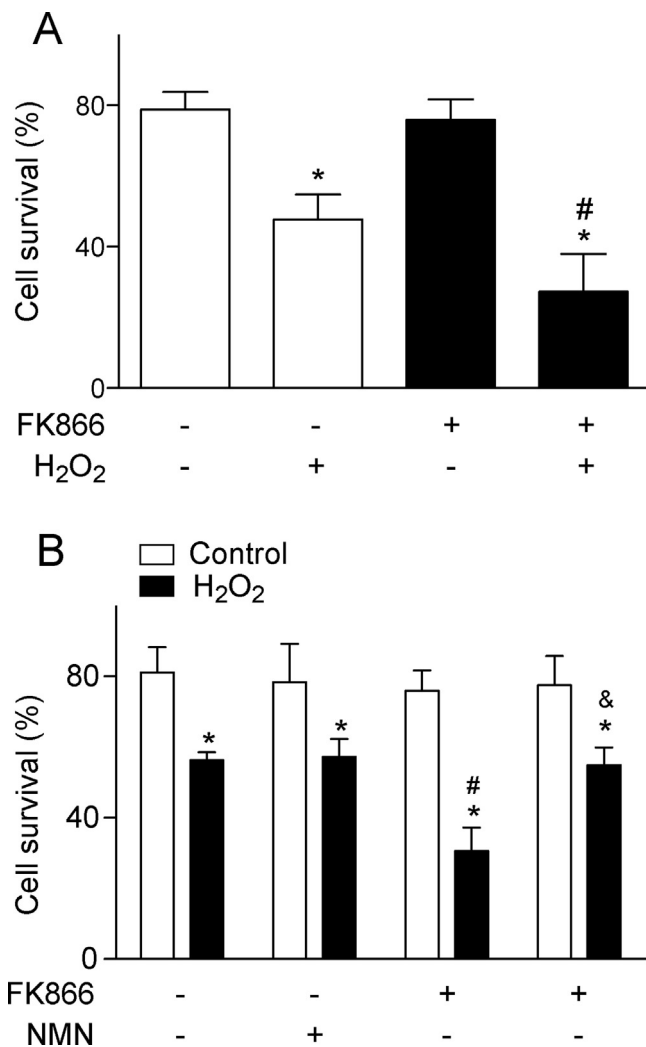 A
Cell survival (%)
80
*
#
*
40
0
FK866 - - + +
H₂O₂ - + - +
B
Control
H₂O₂
Cell survival (%)
80
* * # * & *
40
0
FK866 - - + +
NMN - + - -